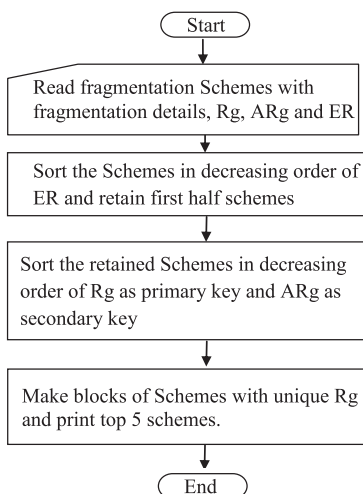 Start
Read fragmentation Schemes with
fragmentation details, Rg, ARg and ER
Sort the Schemes in decreasing order of
ER and retain first half schemes
Sort the retained Schemes in decreasing
order of Rg as primary key and ARg as
secondary key
Make blocks of Schemes with unique Rg
and print top 5 schemes.
End